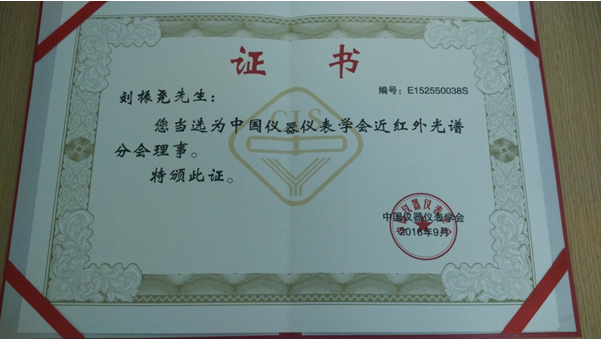 证书
编号：E152550038S
刘振尧先生：
您当选为中国仪器仪表学会近红外光谱
分会理事。
特颁此证。
CIS
中国仪器仪表学会
2016年9月